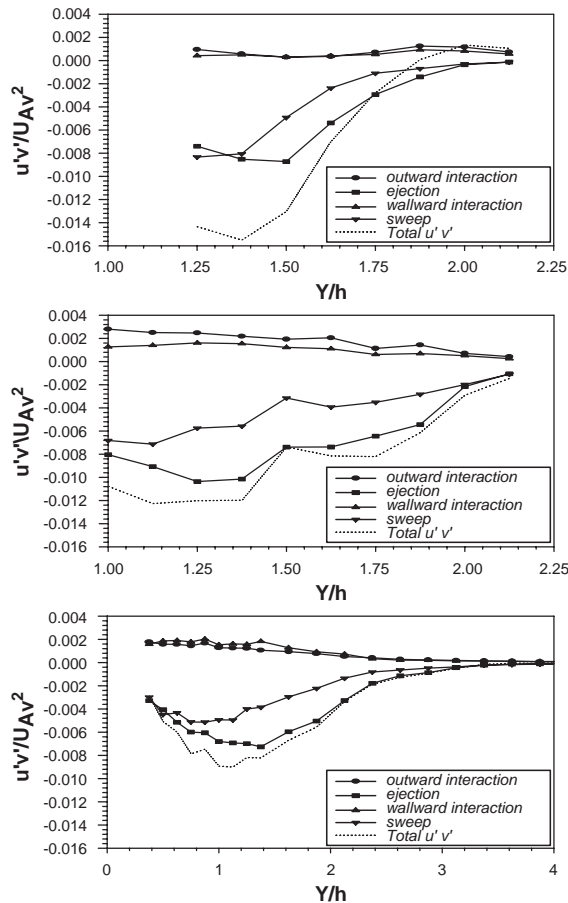 0.004
0.002
0.000
-0.002
-0.004
-0.006
-0.008
-0.010
-0.012
-0.014
-0.016
u'v'/U_Av^2
outward interaction
ejection
wallward interaction
sweep
Total u' v'
1.00 1.25 1.50 1.75 2.00 2.25
Y/h
0.004
0.002
0.000
-0.002
-0.004
-0.006
-0.008
-0.010
-0.012
-0.014
-0.016
u'v'\U_Av^2
outward interaction
ejection
wallward interaction
sweep
Total u' v'
1.00 1.25 1.50 1.75 2.00 2.25
Y/h
0.004
0.002
0.000
-0.002
-0.004
-0.006
-0.008
-0.010
-0.012
-0.014
-0.016
u'v'/U_Av^2
outward interaction
ejection
wallward interaction
sweep
Total u' v'
0 1 2 3 4
Y/h